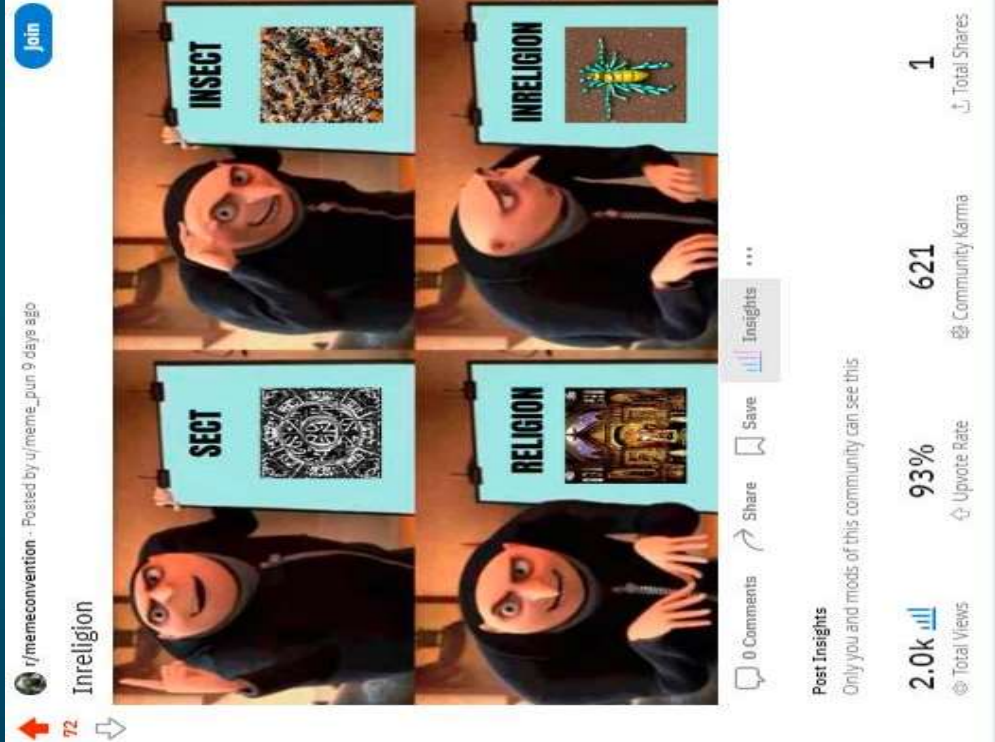 r/memeconvention · Posted by u/meme_pun 9 days ago
Join
72
Inreligion
SECT
INSECT
RELIGION
INRELIGION
0 Comments Share Save Insights ...
Post Insights
Only you and mods of this community can see this
2.0k 93% 621 1
Total Views Upvote Rate Community Karma Total Shares